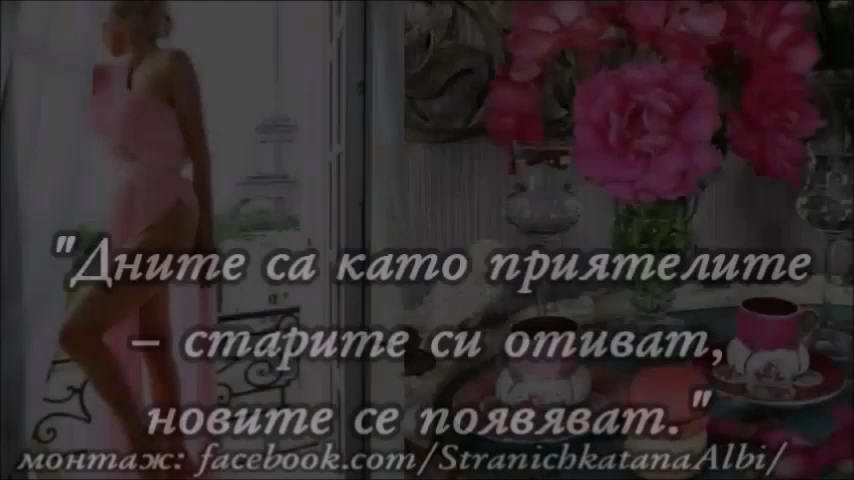 "Дните са като приятелите
– старите си отиват,
новите се появяват."
монтаж: facebook.com/StranichkatanaAlbi/